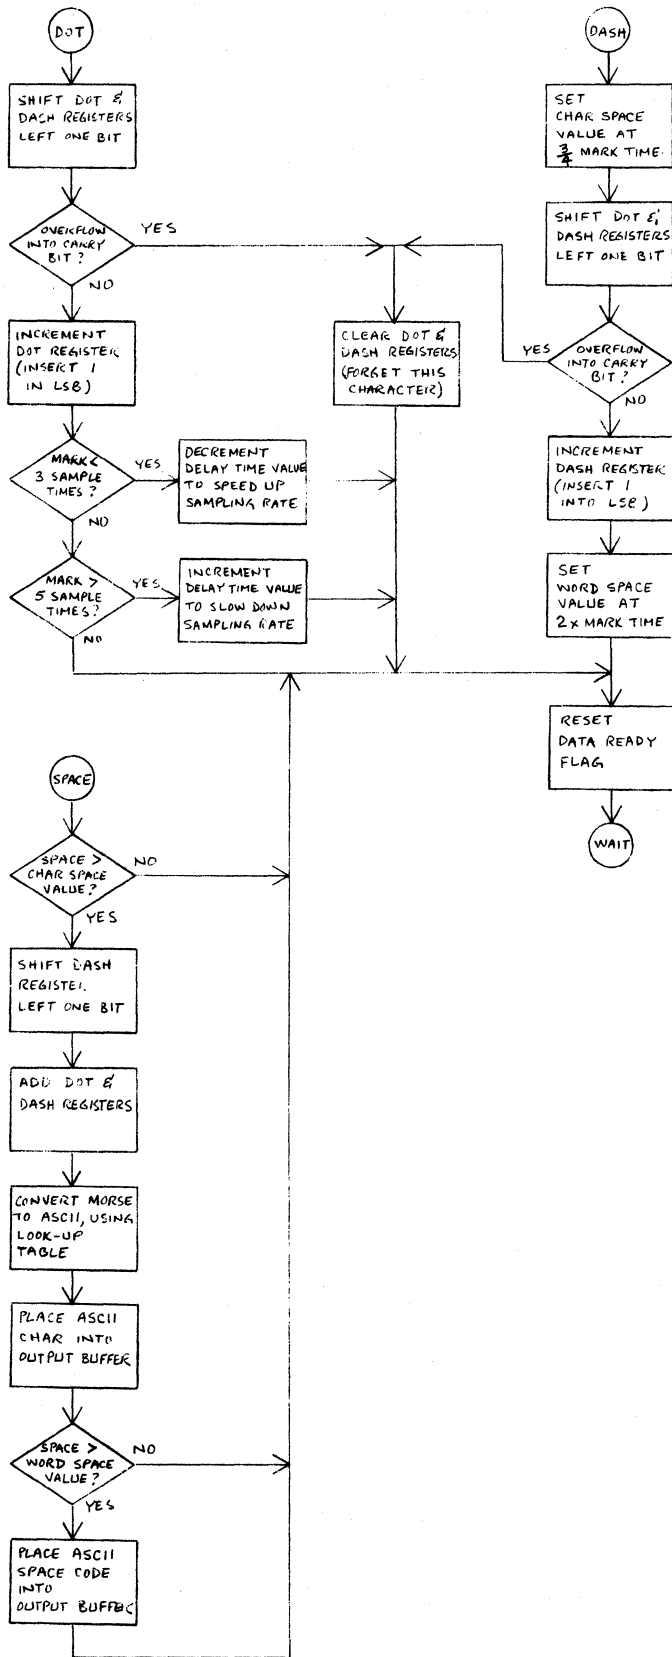 DOT
SHIFT DOT &
DASH REGISTERS
LEFT ONE BIT
OVERFLOW
INTO CARRY
BIT?
YES
NO
INCREMENT
DOT REGISTER
(INSERT 1
IN LSB)
MARK <
3 SAMPLE
TIMES?
YES
NO
DECREMENT
DELAY TIME VALUE
TO SPEED UP
SAMPLING RATE
MARK >
5 SAMPLE
TIMES?
YES
NO
INCREMENT
DELAY TIME VALUE
TO SLOW DOWN
SAMPLING RATE
CLEAR DOT &
DASH REGISTERS
(FORGET THIS
CHARACTER)
DASH
SET
CHAR SPACE
VALUE AT
3/4 MARK TIME.
SHIFT DOT &
DASH REGISTERS
LEFT ONE BIT
OVERFLOW
INTO CARRY
BIT?
YES
NO
INCREMENT
DASH REGISTER
(INSERT 1
INTO LSB)
SET
WORD SPACE
VALUE AT
2x MARK TIME
RESET
DATA READY
FLAG
WAIT
SPACE
SPACE >
CHAR SPACE
VALUE?
NO
YES
SHIFT DASH
REGISTER
LEFT ONE BIT
ADD DOT &
DASH REGISTERS
CONVERT MORSE
TO ASCII, USING
LOOK-UP
TABLE
PLACE ASCII
CHAR INTO
OUTPUT BUFFER
SPACE >
WORD SPACE
VALUE?
NO
YES
PLACE ASCII
SPACE CODE
INTO
OUTPUT BUFFER